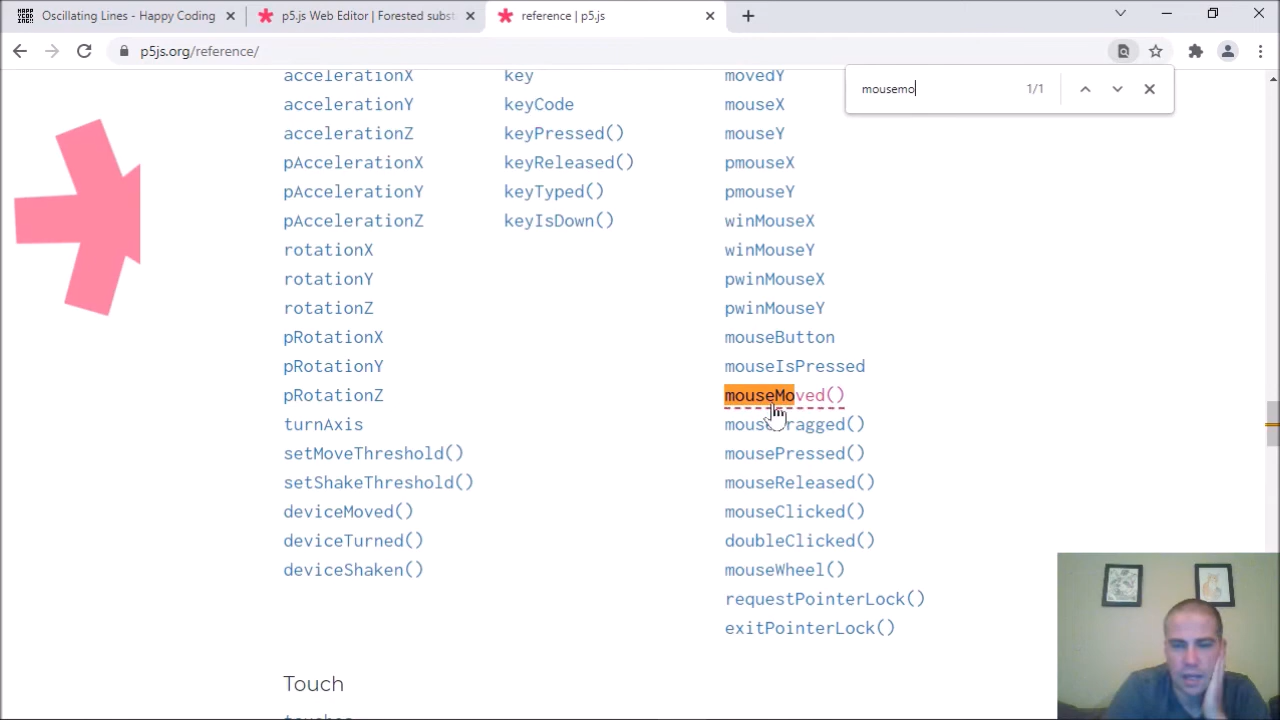 Oscillating Lines - Happy Coding
p5.js Web Editor | Forested subst
reference | p5.js
p5js.org/reference/
mousemo
1/1
accelerationX
accelerationY
accelerationZ
pAccelerationX
pAccelerationY
pAccelerationZ
rotationX
rotationY
rotationZ
pRotationX
pRotationY
pRotationZ
turnAxis
setMoveThreshold()
setShakeThreshold()
deviceMoved()
deviceTurned()
deviceShaken()
key
keyCode
keyPressed()
keyReleased()
keyTyped()
keyIsDown()
movedY
mouseX
mouseY
pmouseX
pmouseY
winMouseX
winMouseY
pwinMouseX
pwinMouseY
mouseButton
mouseIsPressed
mouseMoved()
mouseDragged()
mousePressed()
mouseReleased()
mouseClicked()
doubleClicked()
mouseWheel()
requestPointerLock()
exitPointerLock()
Touch
touches